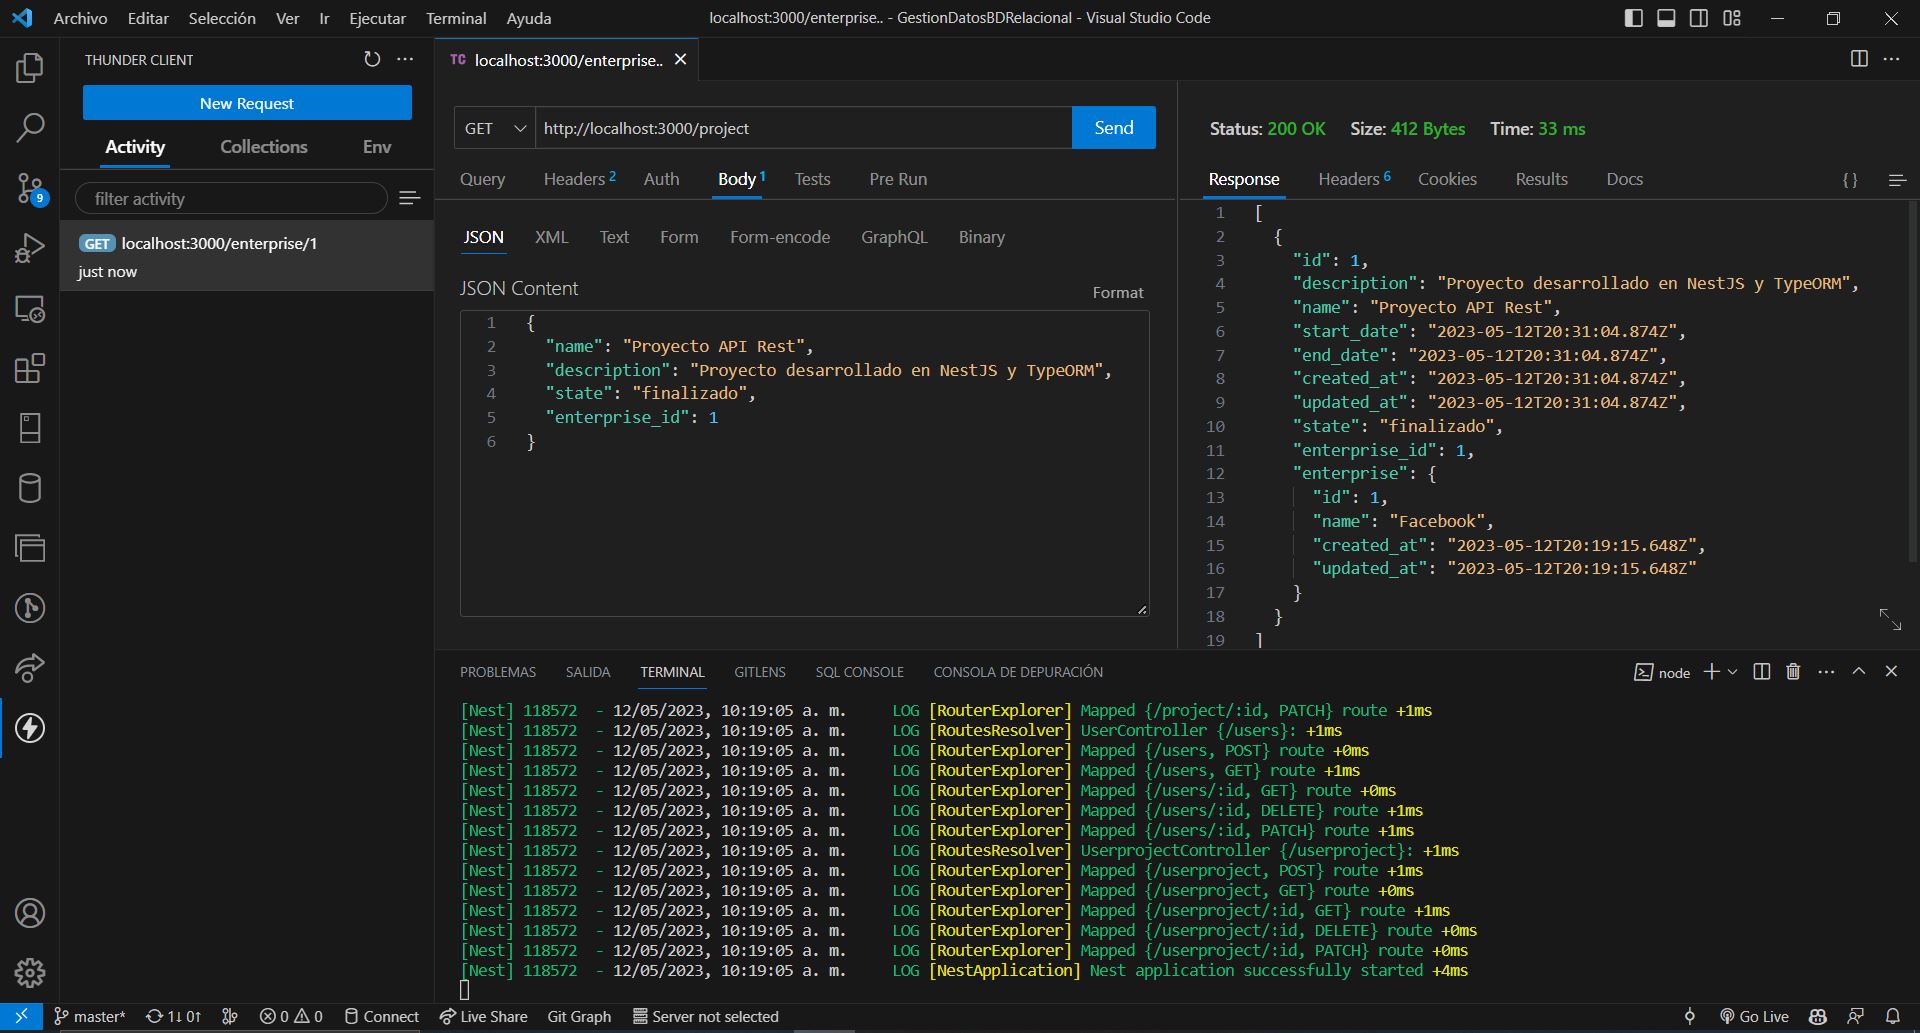 Archivo Editar Selección Ver Ir Ejecutar Terminal Ayuda
localhost:3000/enterprise.. - GestionDatosBDRelacional - Visual Studio Code
THUNDER CLIENT
New Request
Activity Collections Env
filter activity
GET localhost:3000/enterprise/1
just now
9
TC localhost:3000/enterprise..
GET http://localhost:3000/project Send
Query Headers 2 Auth Body 1 Tests Pre Run
JSON XML Text Form Form-encode GraphQL Binary
JSON Content Format
1 {
2 "name": "Proyecto API Rest",
3 "description": "Proyecto desarrollado en NestJS y TypeORM",
4 "state": "finalizado",
5 "enterprise_id": 1
6 }
Status: 200 OK Size: 412 Bytes Time: 33 ms
Response Headers 6 Cookies Results Docs {}
1 [
2 {
3 "id": 1,
4 "description": "Proyecto desarrollado en NestJS y TypeORM",
5 "name": "Proyecto API Rest",
6 "start_date": "2023-05-12T20:31:04.874Z",
7 "end_date": "2023-05-12T20:31:04.874Z",
8 "created_at": "2023-05-12T20:31:04.874Z",
9 "updated_at": "2023-05-12T20:31:04.874Z",
10 "state": "finalizado",
11 "enterprise_id": 1,
12 "enterprise": {
13 "id": 1,
14 "name": "Facebook",
15 "created_at": "2023-05-12T20:19:15.648Z",
16 "updated_at": "2023-05-12T20:19:15.648Z"
17 }
18 }
19 ]
PROBLEMAS SALIDA TERMINAL GITLENS SQL CONSOLE CONSOLA DE DEPURACIÓN
node
[Nest] 118572 - 12/05/2023, 10:19:05 a. m. LOG [RouterExplorer] Mapped {/project/:id, PATCH} route +1ms
[Nest] 118572 - 12/05/2023, 10:19:05 a. m. LOG [RoutesResolver] UserController {/users}: +1ms
[Nest] 118572 - 12/05/2023, 10:19:05 a. m. LOG [RouterExplorer] Mapped {/users, POST} route +0ms
[Nest] 118572 - 12/05/2023, 10:19:05 a. m. LOG [RouterExplorer] Mapped {/users, GET} route +1ms
[Nest] 118572 - 12/05/2023, 10:19:05 a. m. LOG [RouterExplorer] Mapped {/users/:id, GET} route +0ms
[Nest] 118572 - 12/05/2023, 10:19:05 a. m. LOG [RouterExplorer] Mapped {/users/:id, DELETE} route +1ms
[Nest] 118572 - 12/05/2023, 10:19:05 a. m. LOG [RouterExplorer] Mapped {/users/:id, PATCH} route +1ms
[Nest] 118572 - 12/05/2023, 10:19:05 a. m. LOG [RoutesResolver] UserprojectController {/userproject}: +1ms
[Nest] 118572 - 12/05/2023, 10:19:05 a. m. LOG [RouterExplorer] Mapped {/userproject, POST} route +1ms
[Nest] 118572 - 12/05/2023, 10:19:05 a. m. LOG [RouterExplorer] Mapped {/userproject, GET} route +0ms
[Nest] 118572 - 12/05/2023, 10:19:05 a. m. LOG [RouterExplorer] Mapped {/userproject/:id, GET} route +1ms
[Nest] 118572 - 12/05/2023, 10:19:05 a. m. LOG [RouterExplorer] Mapped {/userproject/:id, DELETE} route +0ms
[Nest] 118572 - 12/05/2023, 10:19:05 a. m. LOG [RouterExplorer] Mapped {/userproject/:id, PATCH} route +0ms
[Nest] 118572 - 12/05/2023, 10:19:05 a. m. LOG [NestApplication] Nest application successfully started +4ms
master* 1↓ 0↑ 0 0 Connect Live Share Git Graph Server not selected Go Live